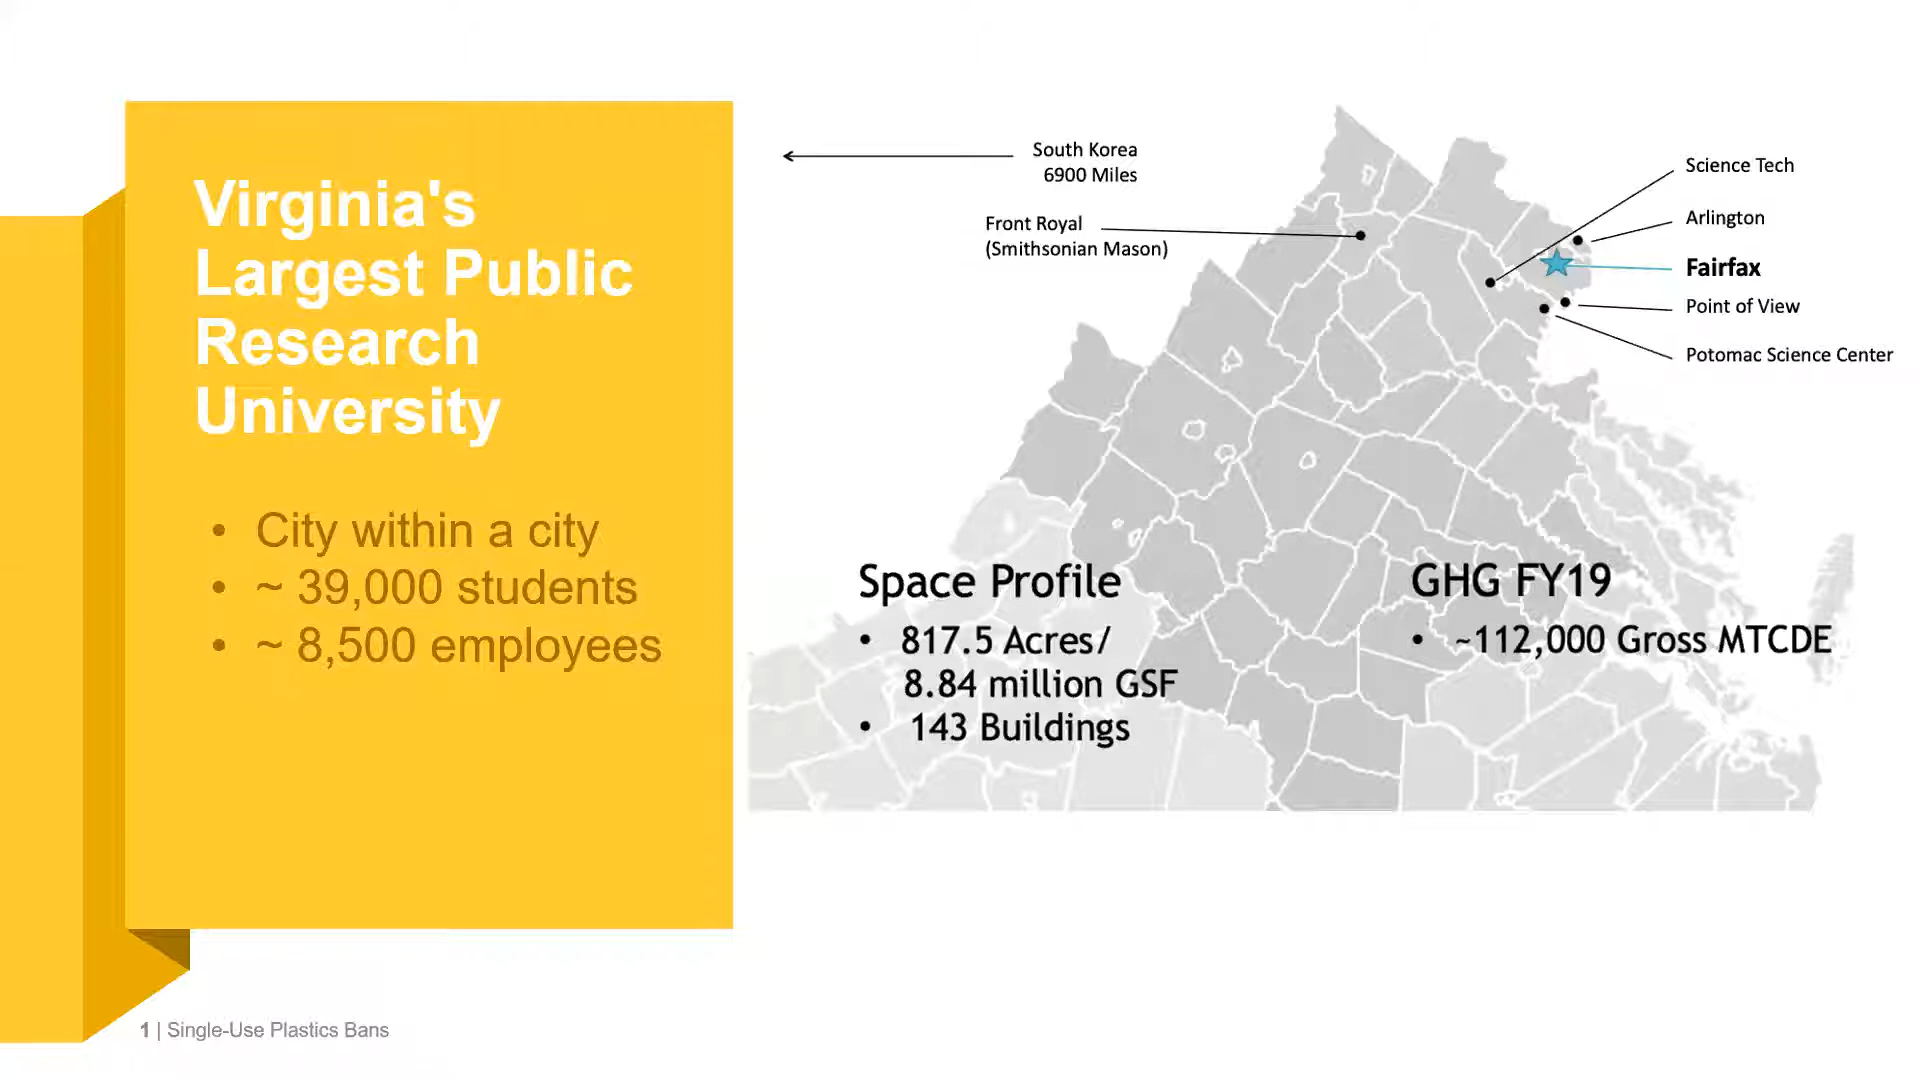 Virginia's
Largest Public
Research
University
• City within a city
• ~ 39,000 students
• ~ 8,500 employees
South Korea
6900 Miles
Front Royal
(Smithsonian Mason)
Science Tech
Arlington
Fairfax
Point of View
Potomac Science Center
Space Profile
• 817.5 Acres/
8.84 million GSF
• 143 Buildings
GHG FY19
• ~112,000 Gross MTCDE
1 | Single-Use Plastics Bans